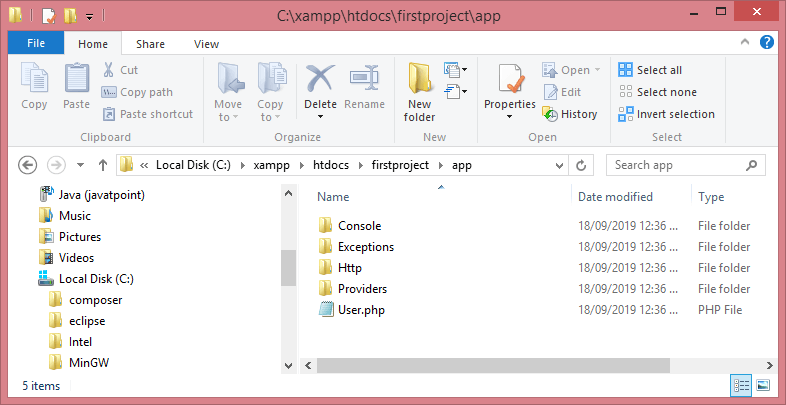 C:\xampp\htdocs\firstproject\app
File Home Share View
Copy Paste Cut Copy path Paste shortcut Move to Copy to Delete Rename New folder Properties Open Edit History Select all Select none Invert selection
Clipboard Organize New Open Select
« Local Disk (C:) xampp htdocs firstproject app Search app
Java (javatpoint)
Music
Pictures
Videos
Local Disk (C:)
composer
eclipse
Intel
MinGW
Name Date modified Type
Console 18/09/2019 12:36 ... File folder
Exceptions 18/09/2019 12:36 ... File folder
Http 18/09/2019 12:36 ... File folder
Providers 18/09/2019 12:36 ... File folder
User.php 18/09/2019 12:36 ... PHP File
5 items